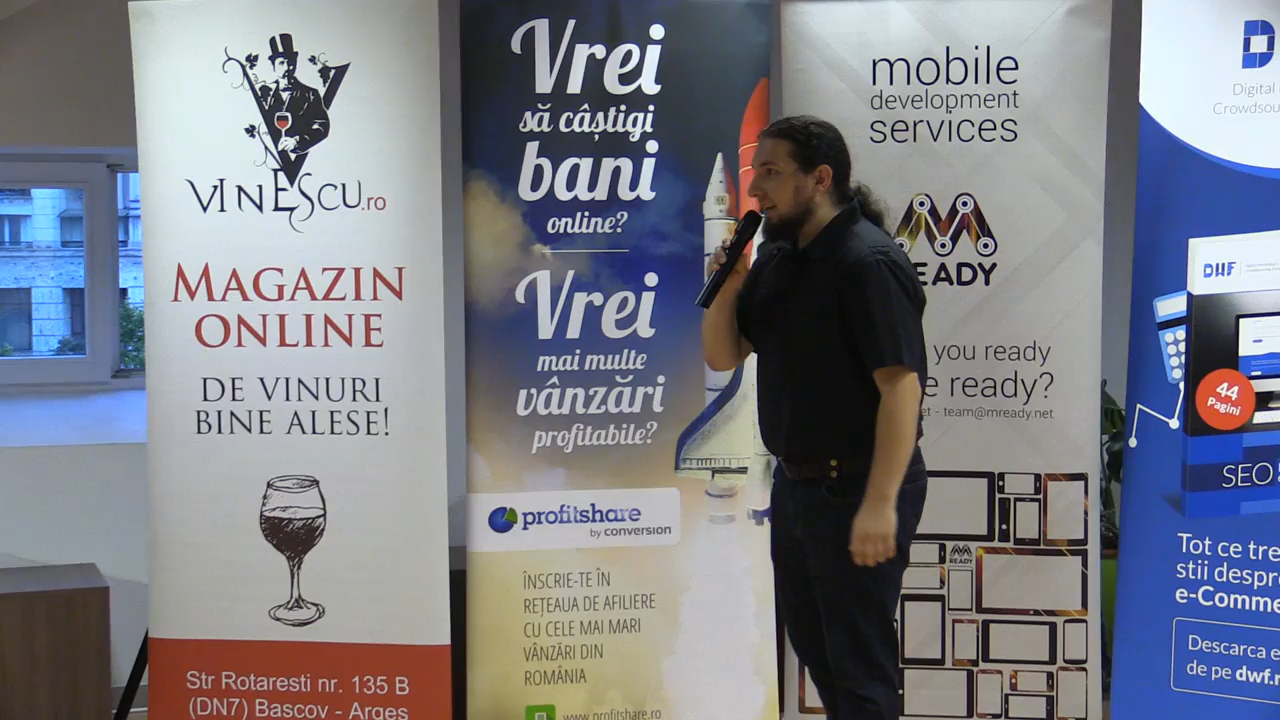 VINESCU.ro
MAGAZIN
ONLINE
DE VINURI
BINE ALESE!
Str Rotaresti nr. 135 B
(DN7) Bascov - Arges
Vrei
să câștigi
bani
online?
Vrei
mai multe
vânzări
profitabile?
profitshare
by conversion
ÎNSCRIE-TE ÎN
REȚEAUA DE AFILIERE
CU CELE MAI MARI
VÂNZĂRI DIN
ROMÂNIA
www.profitshare.ro
mobile
development
services
READY
you ready
ready?
- team@mready.net
READY
Digital
DWF
44
Pagini
SEO
Tot ce
stii
e-Comme
Descarca
de pe dwf.r